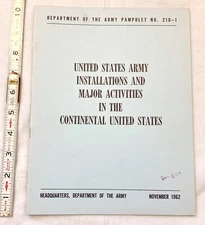 DEPARTMENT OF THE ARMY PAMPHLET NO. 210-1
UNITED STATES ARMY
INSTALLATIONS AND
MAJOR ACTIVITIES
IN THE
CONTINENTAL UNITED STATES
HEADQUARTERS, DEPARTMENT OF THE ARMY NOVEMBER 1962